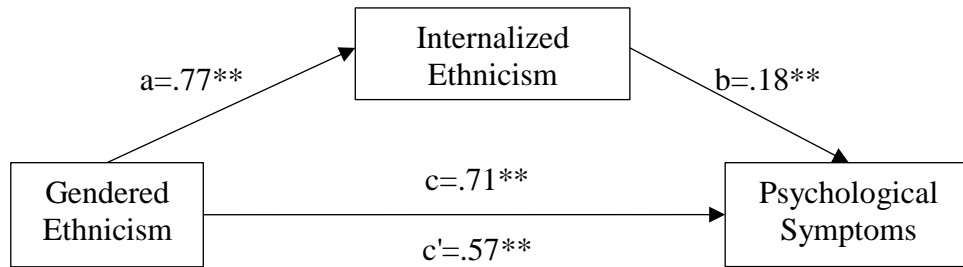 Internalized
Ethnicism
a=.77**
b=.18**
Gendered
Ethnicism
c=.71**
c'=.57**
Psychological
Symptoms